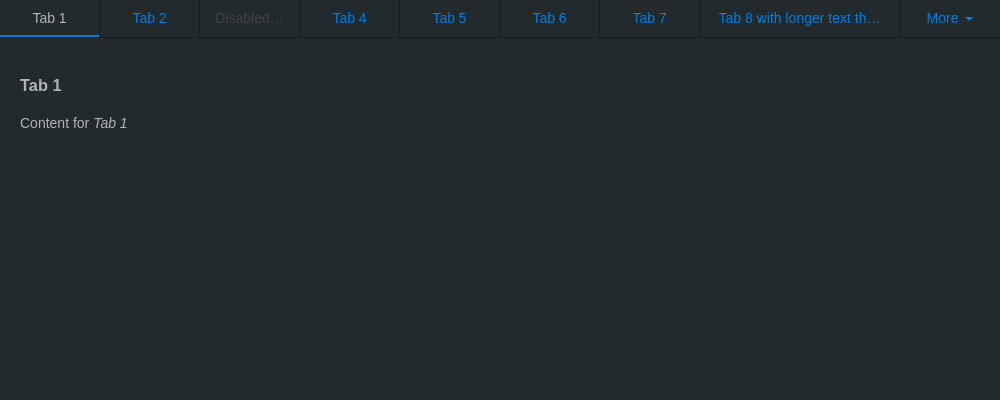 Tab 1 Tab 2 Disabled… Tab 4 Tab 5 Tab 6 Tab 7 Tab 8 with longer text th… More
Tab 1
Content for Tab 1